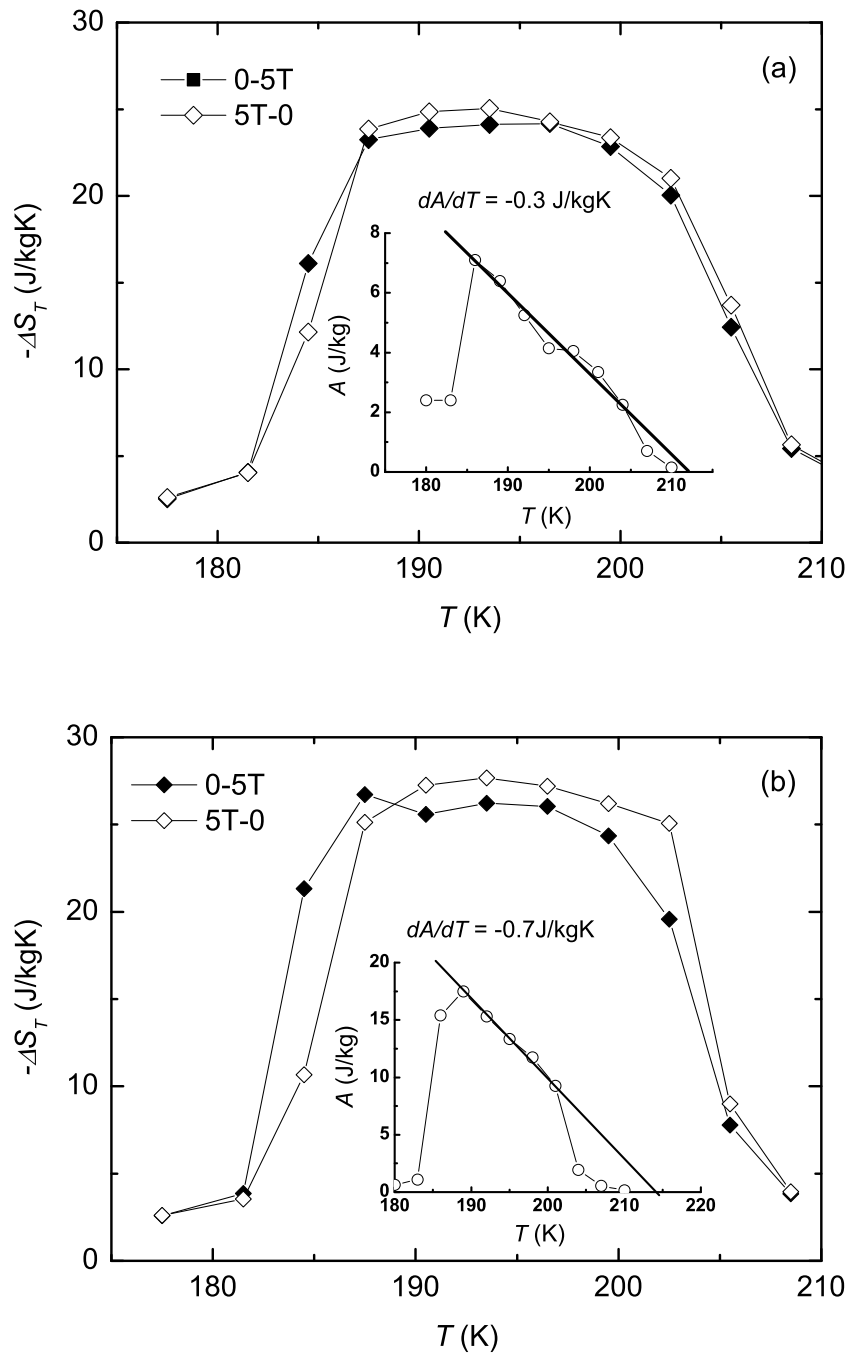 30
(a)
0-5T
5T-0
dA/dT = -0.3 J/kgK
20
10
0
-ΔS_T (J/kgK)
8
6
4
2
0
A (J/kg)
180 190 200 210
T (K)
180 190 200 210
T (K)
30
(b)
0-5T
5T-0
dA/dT = -0.7J/kgK
20
10
0
-ΔS_T (J/kgK)
20
15
10
5
0
A (J/kg)
180 190 200 210 220
T (K)
180 190 200 210
T (K)